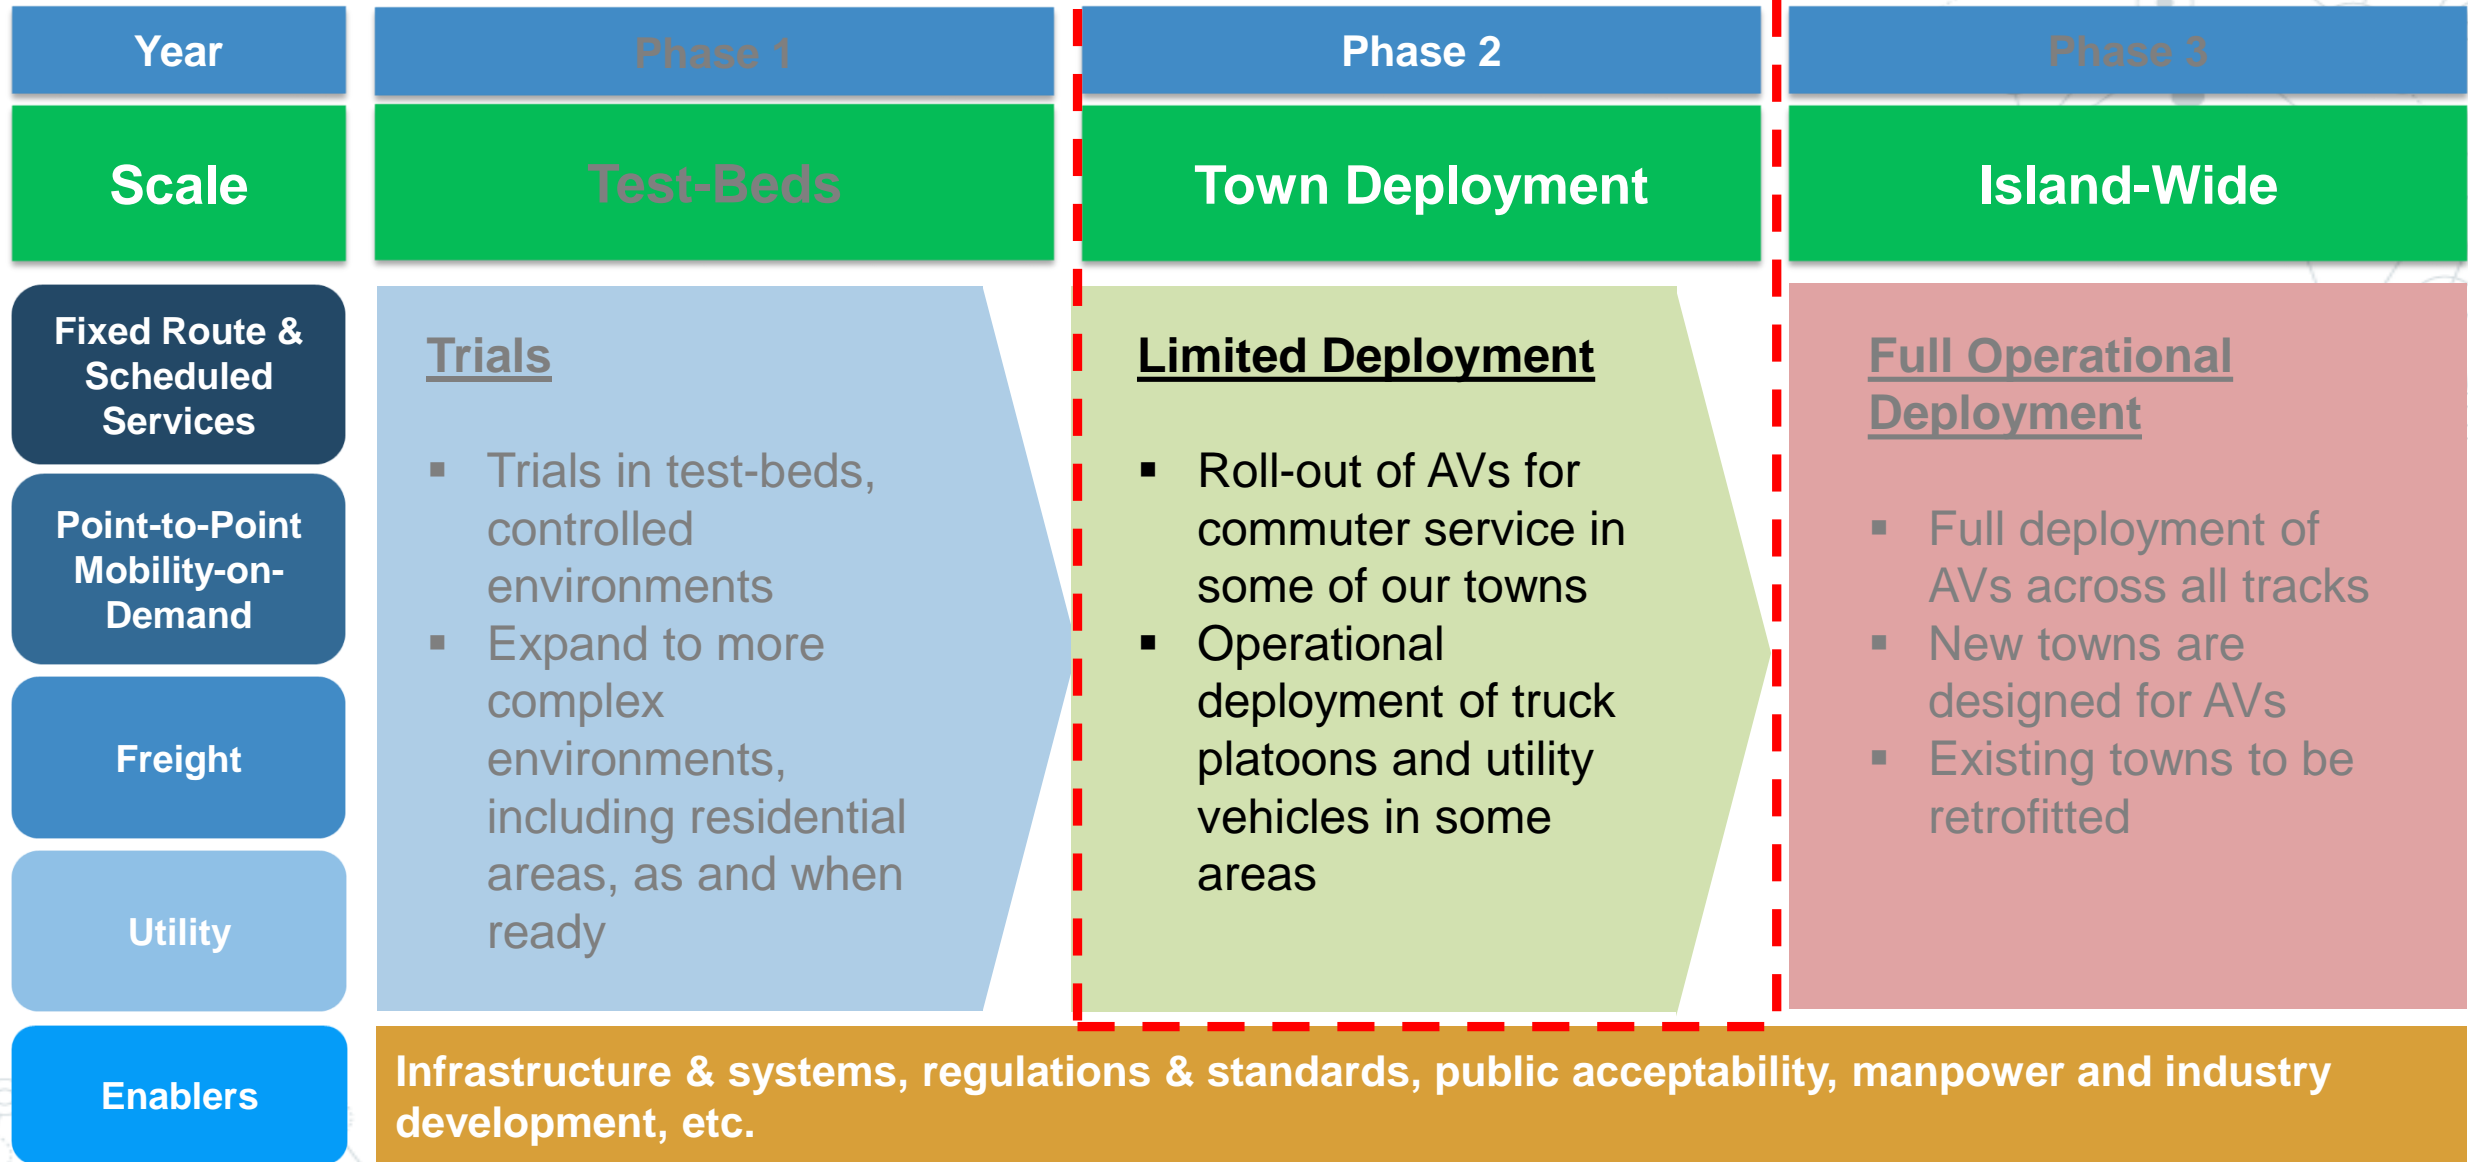 Year
Phase 1
Phase 2
Phase 3
Scale
Test-Beds
Town Deployment
Island-Wide
Fixed Route &
Scheduled
Services
Point-to-Point
Mobility-on-
Demand
Freight
Utility
Trials
▪ Trials in test-beds,
controlled
environments
▪ Expand to more
complex
environments,
including residential
areas, as and when
ready
Limited Deployment
▪ Roll-out of AVs for
commuter service in
some of our towns
▪ Operational
deployment of truck
platoons and utility
vehicles in some
areas
Full Operational
Deployment
▪ Full deployment of
AVs across all tracks
▪ New towns are
designed for AVs
▪ Existing towns to be
retrofitted
Enablers
Infrastructure & systems, regulations & standards, public acceptability, manpower and industry
development, etc.